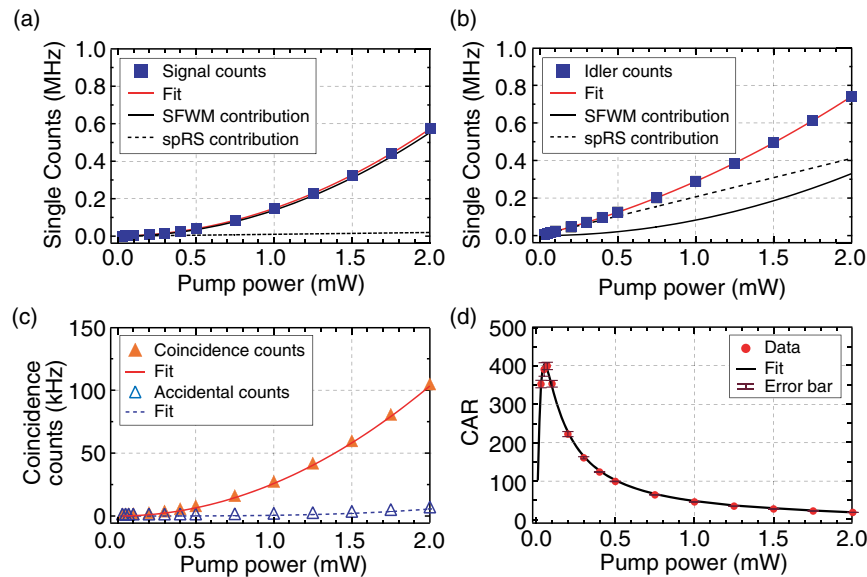 (a)
1.0
0.8
0.6
0.4
0.2
0.0
Single Counts (MHz)
Signal counts
Fit
SFWM contribution
spRS contribution
0.0
0.5
1.0
1.5
2.0
Pump power (mW)
(b)
1.0
0.8
0.6
0.4
0.2
0.0
Single Counts (MHz)
Idler counts
Fit
SFWM contribution
spRS contribution
0.0
0.5
1.0
1.5
2.0
Pump power (mW)
(c)
150
100
50
0
Coincidence
counts (kHz)
Coincidence counts
Fit
Accidental counts
Fit
0.0
0.5
1.0
1.5
2.0
Pump power (mW)
(d)
500
400
300
200
100
0
CAR
Data
Fit
Error bar
0.0
0.5
1.0
1.5
2.0
Pump power (mW)